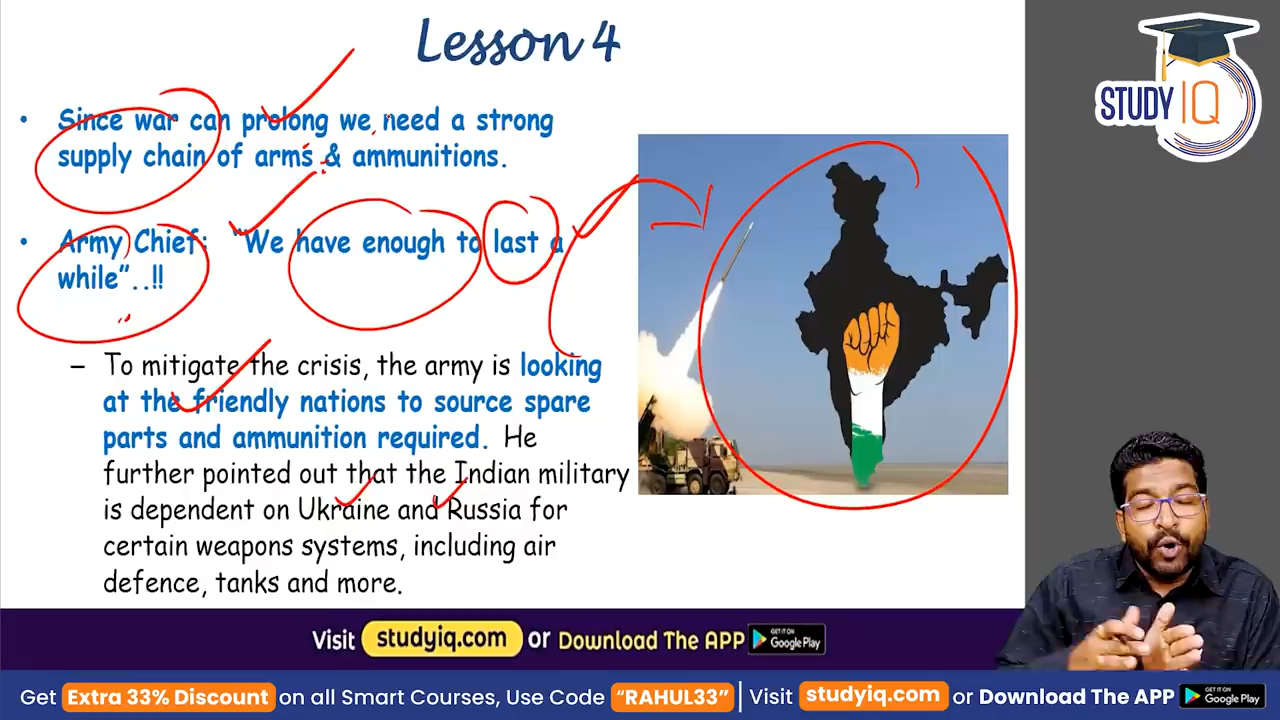 Lesson 4
STUDY IQ
• Since war can prolong we need a strong
supply chain of arms & ammunitions.
• Army Chief: “We have enough to last a
while”..!!
– To mitigate the crisis, the army is looking
at the friendly nations to source spare
parts and ammunition required. He
further pointed out that the Indian military
is dependent on Ukraine and Russia for
certain weapons systems, including air
defence, tanks and more.
Visit studyiq.com or Download The APP GET IT ON Google Play
Get Extra 33% Discount on all Smart Courses, Use Code “RAHUL33” | Visit studyiq.com or Download The APP GET IT ON Google Play